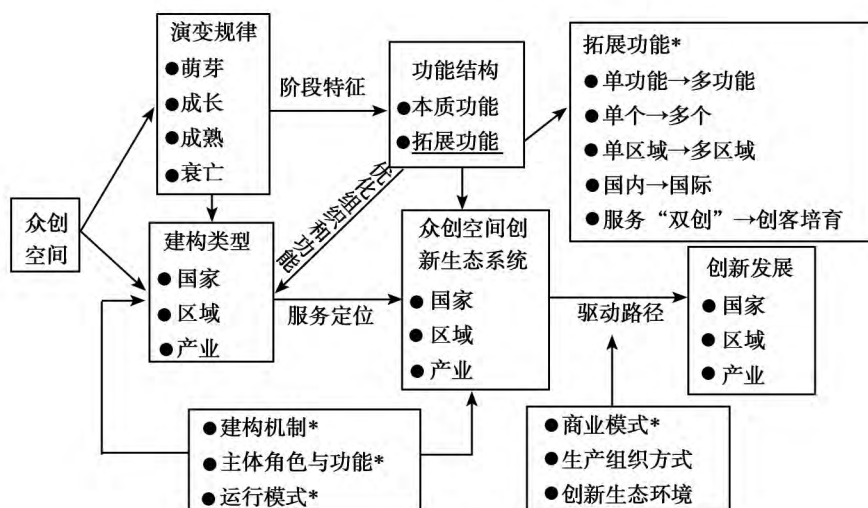 演变规律
●萌芽
●成长
●成熟
●衰亡
阶段特征
功能结构
●本质功能
●拓展功能
拓展功能*
●单功能→多功能
●单个→多个
●单区域→多区域
●国内→国际
●服务“双创”→创客培育
众创
空间
优化组织和功能
建构类型
●国家
●区域
●产业
服务定位
众创空间创
新生态系统
●国家
●区域
●产业
驱动路径
创新发展
●国家
●区域
●产业
●建构机制*
●主体角色与功能*
●运行模式*
●商业模式*
●生产组织方式
●创新生态环境